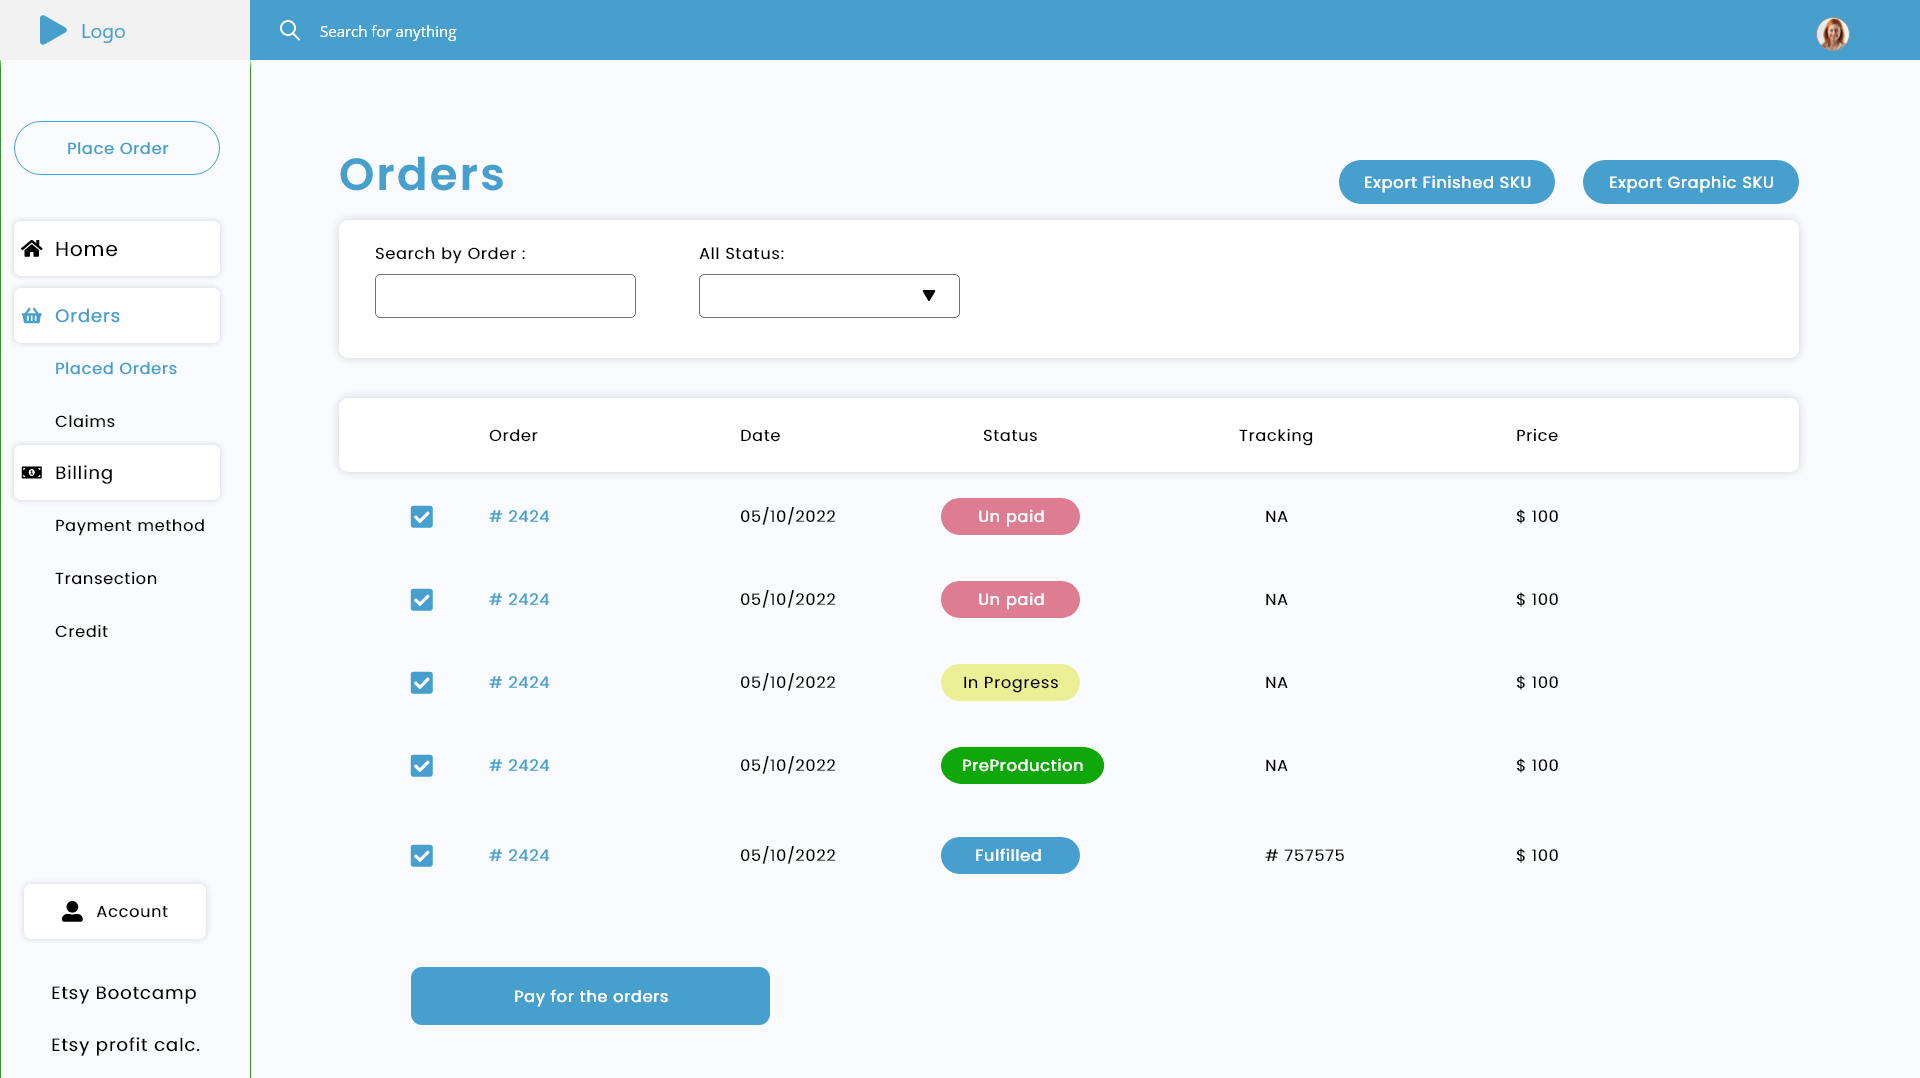 Logo
Search for anything
Place Order
Home
Orders
Placed Orders
Claims
Billing
Payment method
Transection
Credit
Account
Etsy Bootcamp
Etsy profit calc.
Orders
Export Finished SKU
Export Graphic SKU
Search by Order :
All Status:
Order Date Status Tracking Price
# 2424 05/10/2022 Un paid NA $ 100
# 2424 05/10/2022 Un paid NA $ 100
# 2424 05/10/2022 In Progress NA $ 100
# 2424 05/10/2022 PreProduction NA $ 100
# 2424 05/10/2022 Fulfilled # 757575 $ 100
Pay for the orders